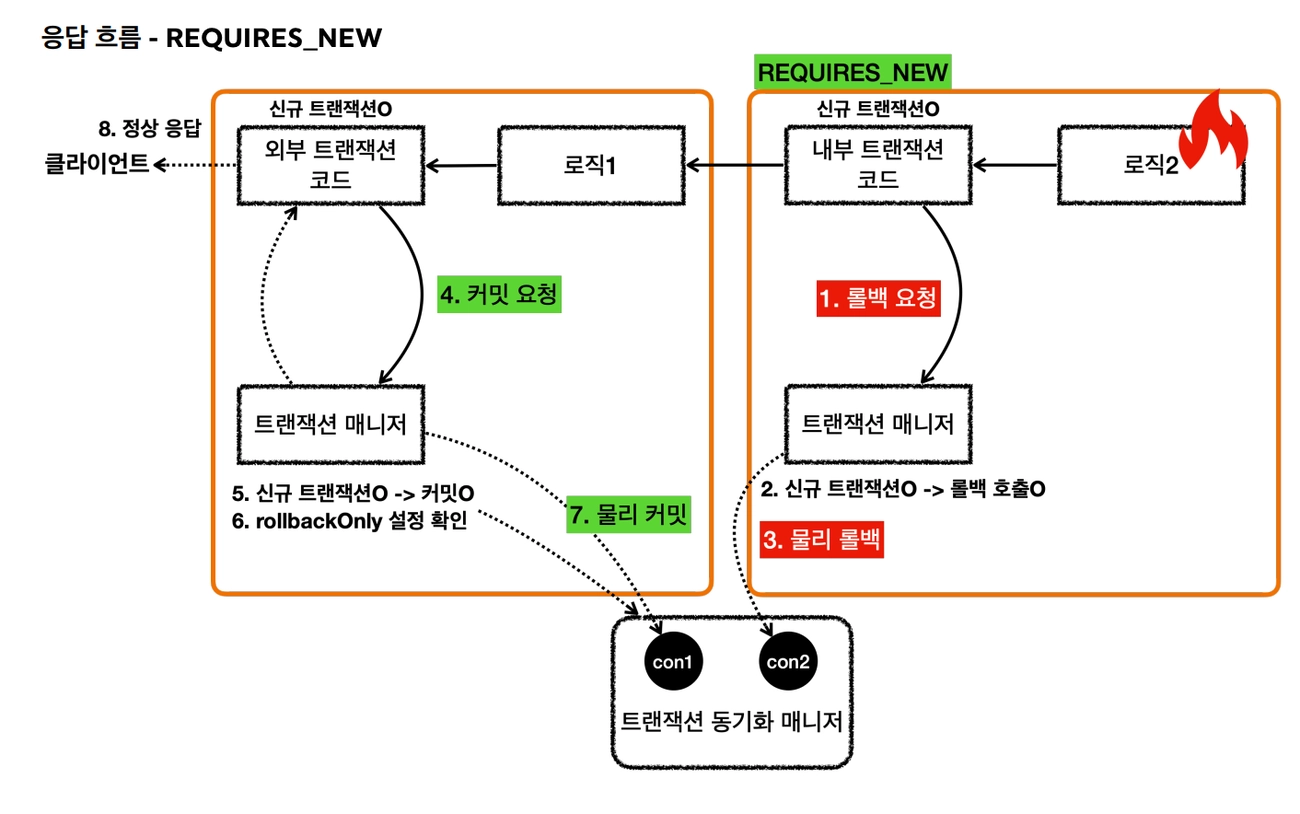 응답 흐름 - REQUIRES_NEW
REQUIRES_NEW
신규 트랜잭션O
신규 트랜잭션O
8. 정상 응답
클라이언트
외부 트랜잭션
코드
로직1
내부 트랜잭션
코드
로직2
4. 커밋 요청
1. 롤백 요청
트랜잭션 매니저
트랜잭션 매니저
5. 신규 트랜잭션O -> 커밋O
6. rollbackOnly 설정 확인
7. 물리 커밋
2. 신규 트랜잭션O -> 롤백 호출O
3. 물리 롤백
con1
con2
트랜잭션 동기화 매니저